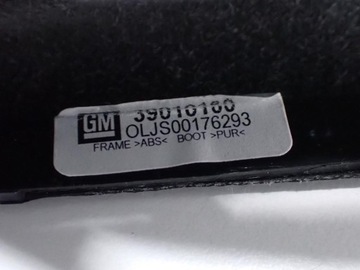 GM
39010160
OLJS00176293
FRAME >ABS< BOOT >PUR<